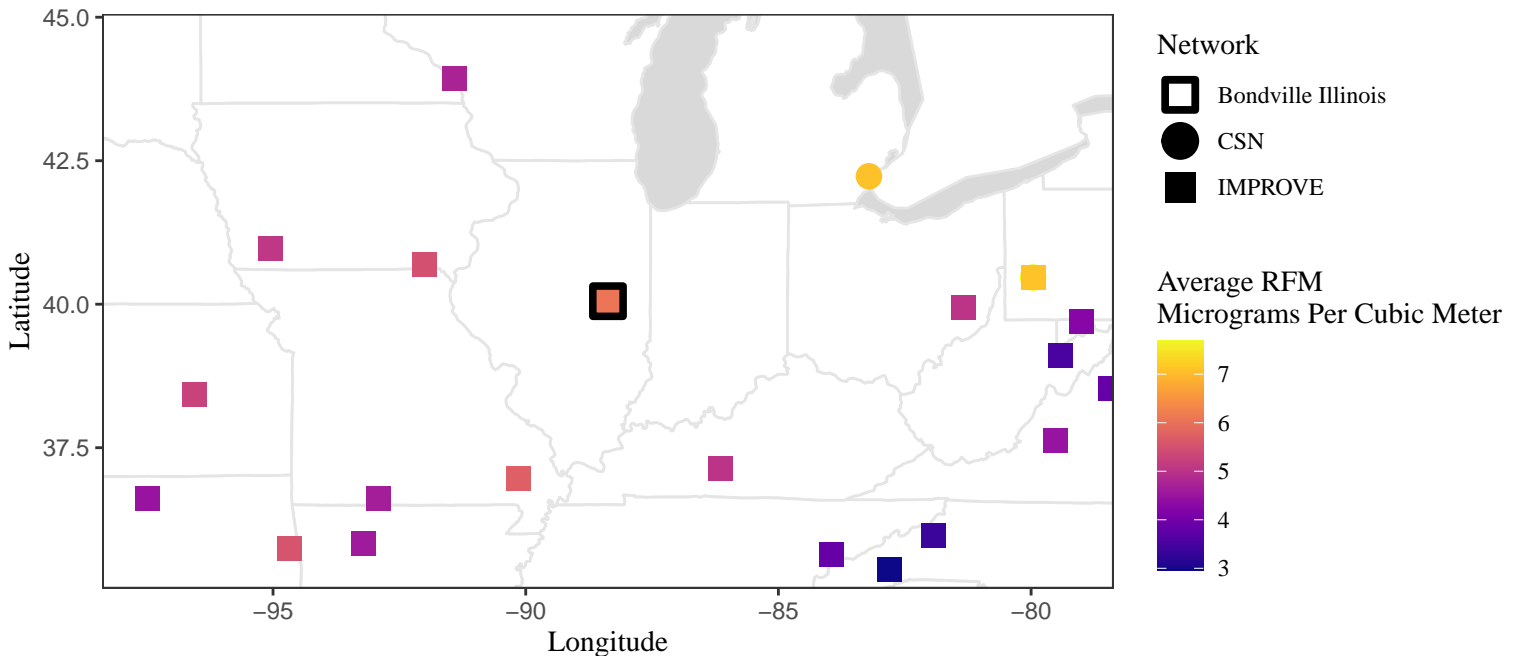 45.0
42.5
40.0
37.5
Latitude
−95
−90
−85
−80
Longitude
Network
Bondville Illinois
CSN
IMPROVE
Average RFM
Micrograms Per Cubic Meter
7
6
5
4
3